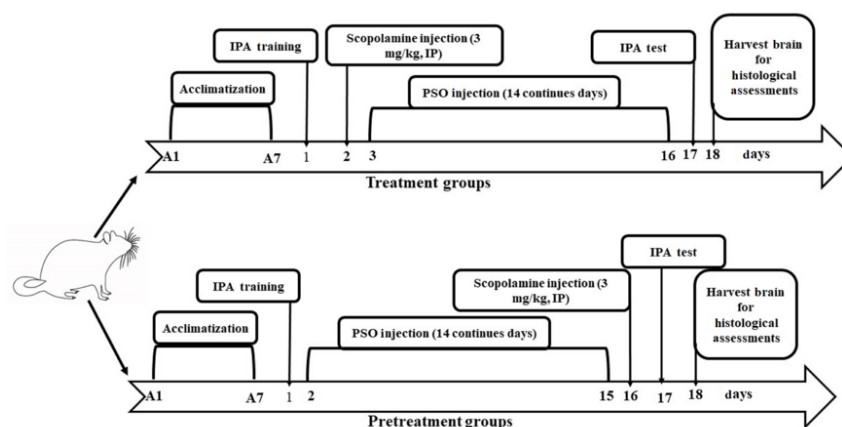 IPA training
Scopolamine injection (3
mg/kg, IP)
IPA test
Harvest brain
for
histological
assessments
Acclimatization
PSO injection (14 continues days)
A1
A7
1
2
3
16
17
18
days
Treatment groups
IPA training
Scopolamine injection (3
mg/kg, IP)
IPA test
Harvest brain
for
histological
assessments
Acclimatization
PSO injection (14 continues days)
A1
A7
1
2
15
16
17
18
days
Pretreatment groups